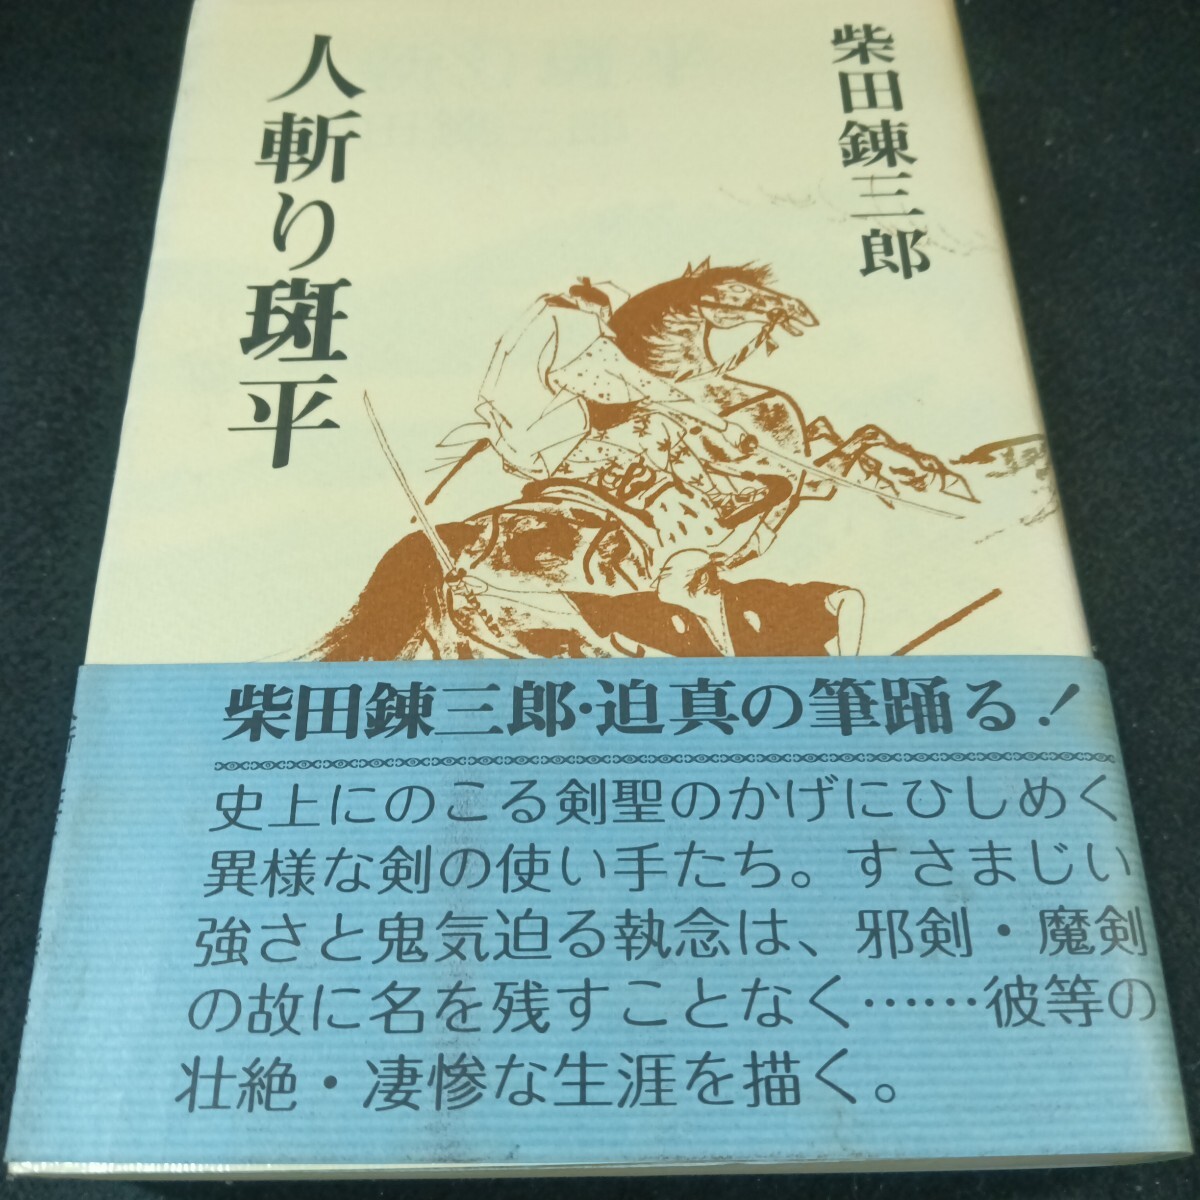 柴田錬三郎
人斬り斑平
柴田錬三郎・迫真の筆踊る！
史上にのこる剣聖のかげにひしめく
異様な剣の使い手たち。すさまじい
強さと鬼気迫る執念は、邪剣・魔剣
の故に名を残すことなく……彼等の
壮絶・凄惨な生涯を描く。